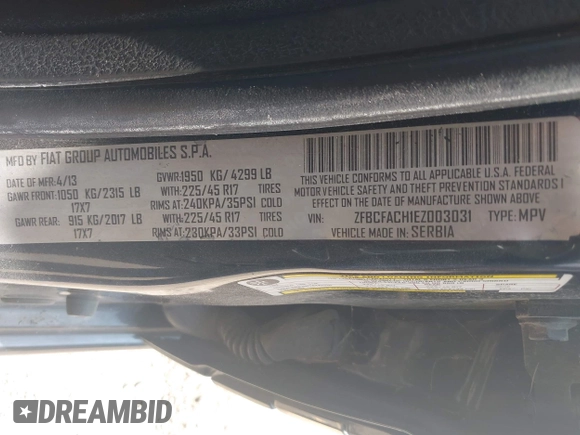 MFD BY FIAT GROUP AUTOMOBILES S.P.A.
DATE OF MFR: 4/13 GVWR: 1950 KG/ 4299 LB
GAWR FRONT: 1050 KG/2315 LB WITH: 225/45 R17 TIRES
17X7 RIMS AT: 240KPA/35PSI COLD
GAWR REAR: 915 KG/2017 LB WITH: 225/45 R17 TIRES
17X7 RIMS AT: 230KPA/33PSI COLD
THIS VEHICLE CONFORMS TO ALL APPLICABLE U.S.A. FEDERAL
MOTOR VEHICLE SAFETY, BUMPER, AND THEFT PREVENTION STANDARDS IN
EFFECT ON THE DATE OF MANUFACTURE SHOWN ABOVE.
VIN: ZFBCFACH1EZ003031 TYPE: MPV
VEHICLE MADE IN: SERBIA
DREAMBID